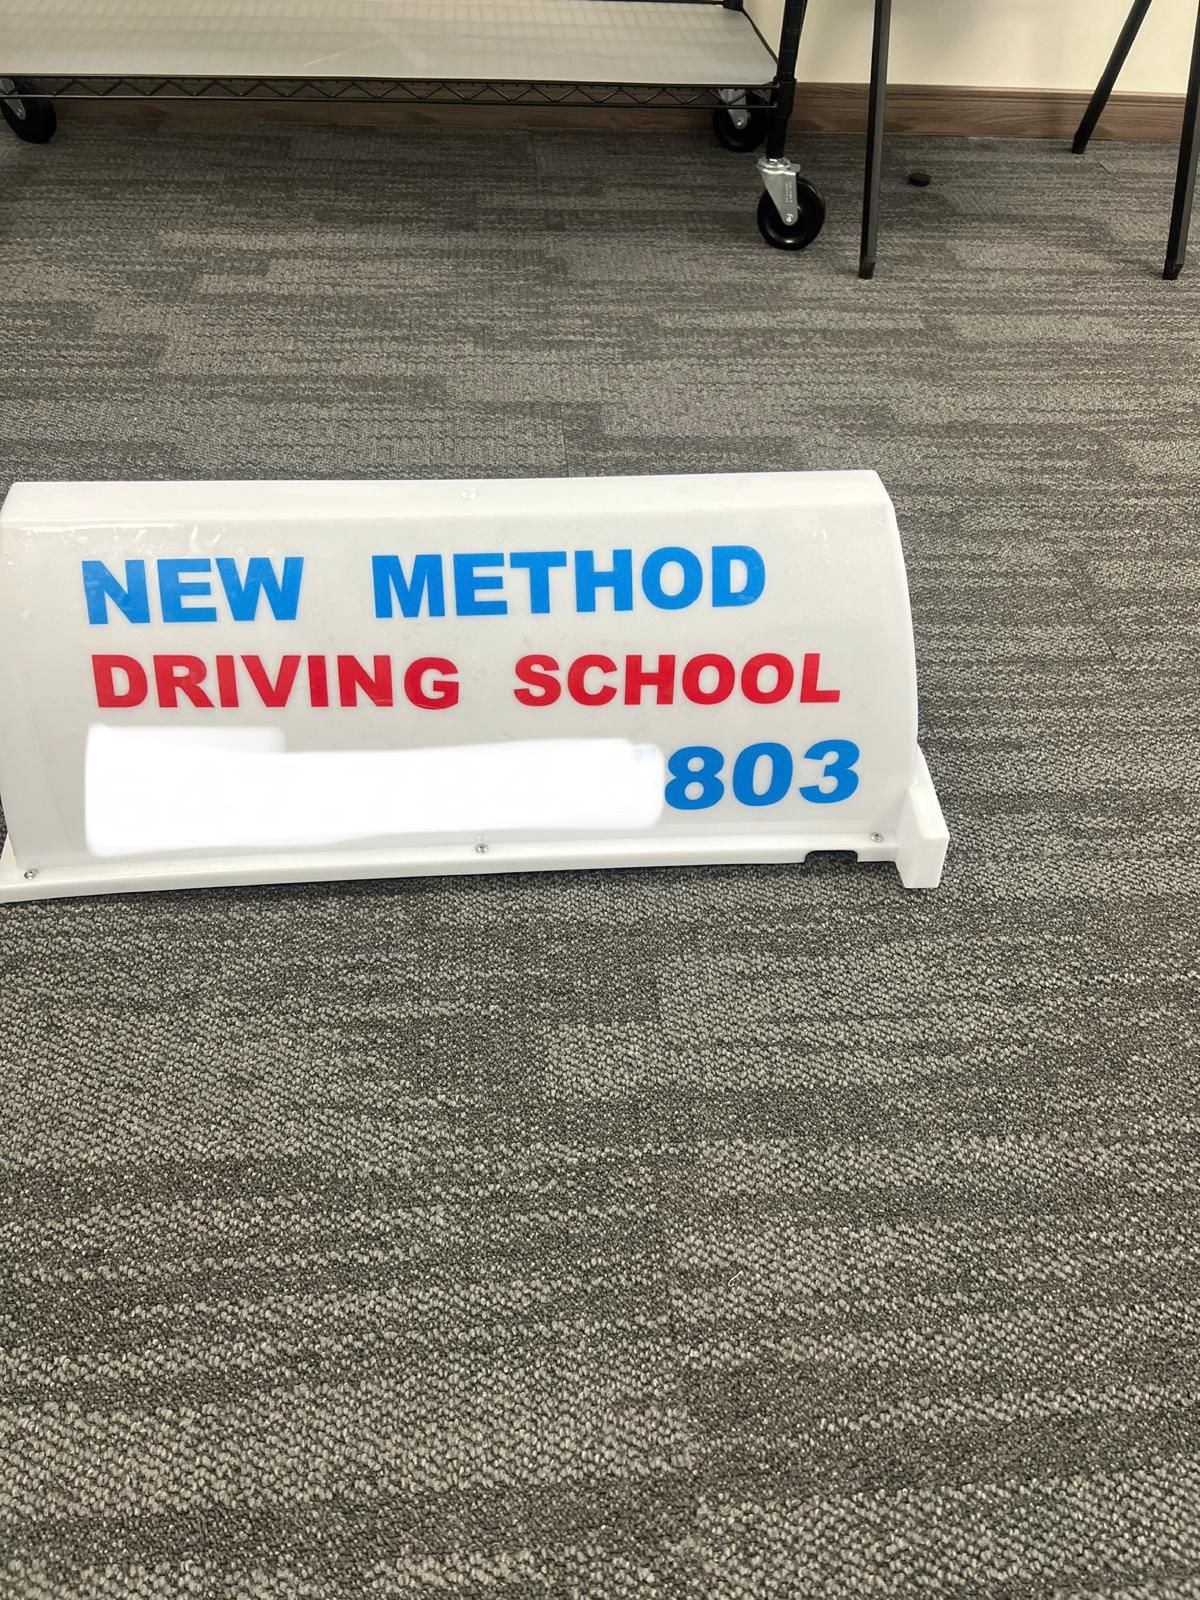 NEW METHOD
DRIVING SCHOOL
803